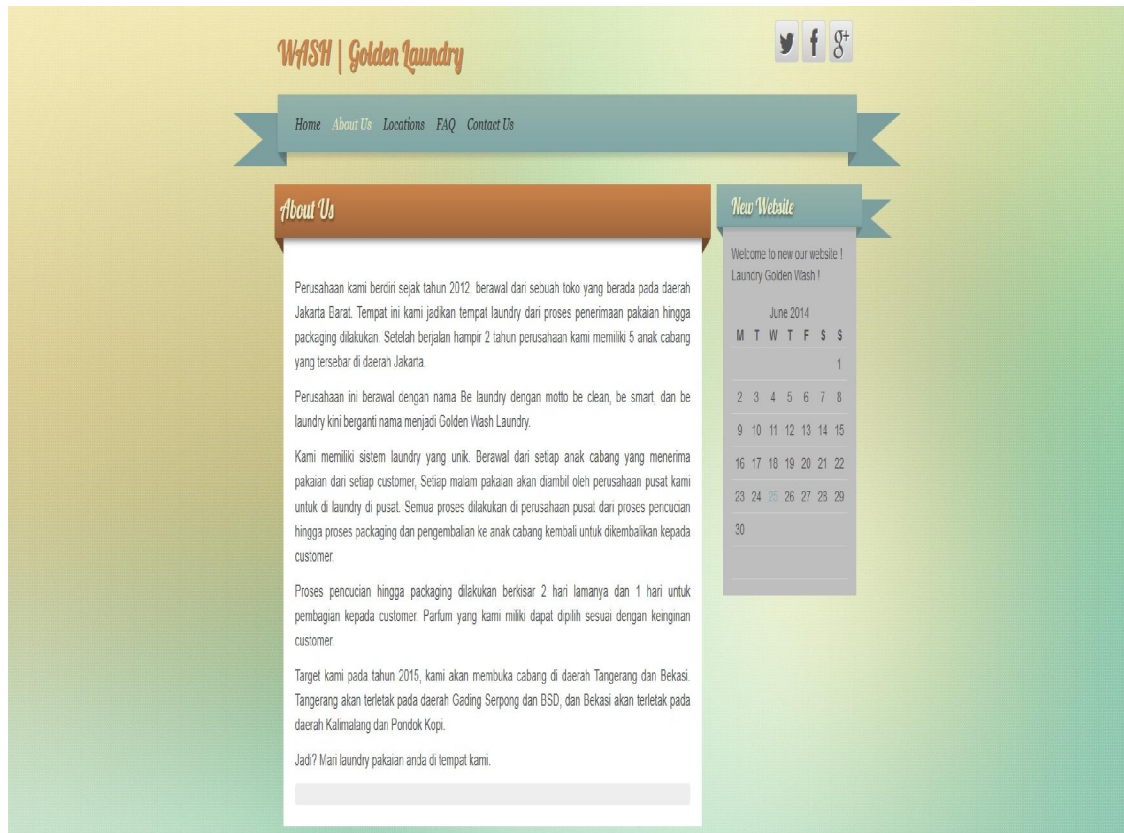 WASH | Golden Laundry
g+
Home About Us Locations FAQ Contact Us
About Us
Perusahaan kami berdiri sejak tahun 2012, berawal dari sebuah toko yang berada pada daerah
Jakarta Barat. Tempat ini kami jadikan tempat laundry dari proses penerimaan pakaian hingga
packaging dilakukan. Setelah berjalan hampir 2 tahun perusahaan kami memiliki 5 anak cabang
yang tersebar di daerah Jakarta.
Perusahaan ini berawal dengan nama Be laundry dengan motto be clean, be smart, dan be
laundry kini berganti nama menjadi Golden Wash Laundry.
Kami memiliki sistem laundry yang unik. Berawal dari setiap anak cabang yang menerima
pakaian dari setiap customer, Setiap malam pakaian akan diambil oleh perusahaan pusat kami
untuk di laundry di pusat. Semua proses dilakukan di perusahaan pusat dari proses pencucian
hingga proses packaging dan pengembalian ke anak cabang kembali untuk dikembalikan kepada
customer.
Proses pencucian hingga packaging dilakukan berkisar 2 hari lamanya dan 1 hari untuk
pembagian kepada customer. Parfum yang kami miliki dapat dipilih sesuai dengan keinginan
customer.
Target kami pada tahun 2015, kami akan membuka cabang di daerah Tangerang dan Bekasi.
Tangerang akan terletak pada daerah Gading Serpong dan BSD, dan Bekasi akan terletak pada
daerah Kalimalang dan Pondok Kopi.
Jadi? Mari laundry pakaian anda di tempat kami.
New Website
Welcome to new our website !
Laundry Golden Wash !
June 2014
M T W T F S S
1
2 3 4 5 6 7 8
9 10 11 12 13 14 15
16 17 18 19 20 21 22
23 24 25 26 27 28 29
30